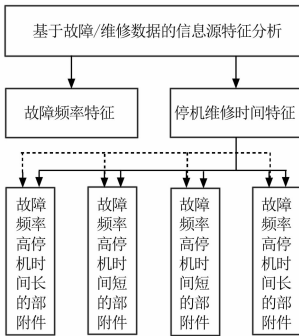 基于故障/维修数据的信息源特征分析
故障频率特征
停机维修时间特征
故障
频率
高停
机时
间长
的部
附件
故障
频率
高停
机时
间短
的部
附件
故障
频率
高停
机时
间短
的部
附件
故障
频率
高停
机时
间长
的部
附件